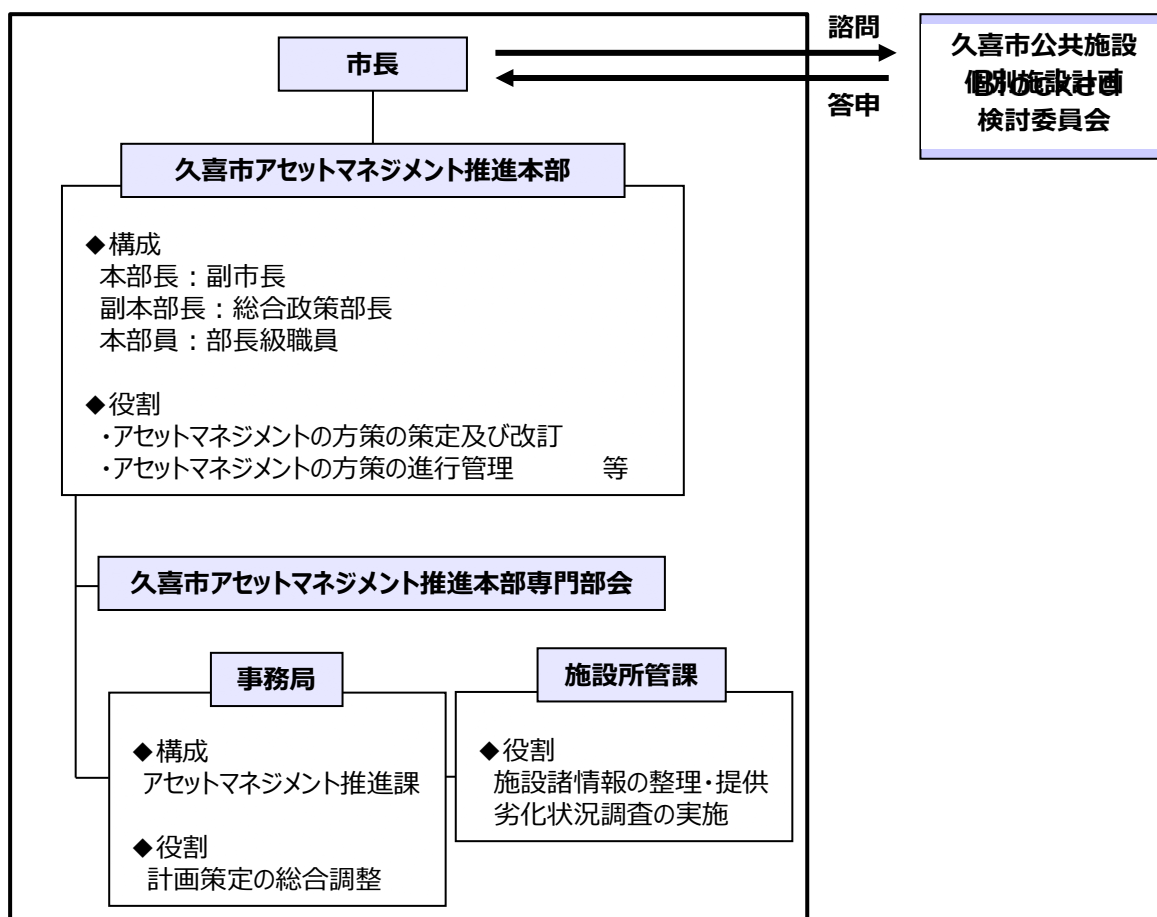 市長
諮問
答申
久喜市公共施設
個別施設計画
検討委員会
久喜市アセットマネジメント推進本部
◆構成
本部長：副市長
副本部長：総合政策部長
本部員：部長級職員
◆役割
・アセットマネジメントの方策の策定及び改訂
・アセットマネジメントの方策の進行管理　　　等
久喜市アセットマネジメント推進本部専門部会
事務局
◆構成
アセットマネジメント推進課
◆役割
計画策定の総合調整
施設所管課
◆役割
施設諸情報の整理・提供
劣化状況調査の実施